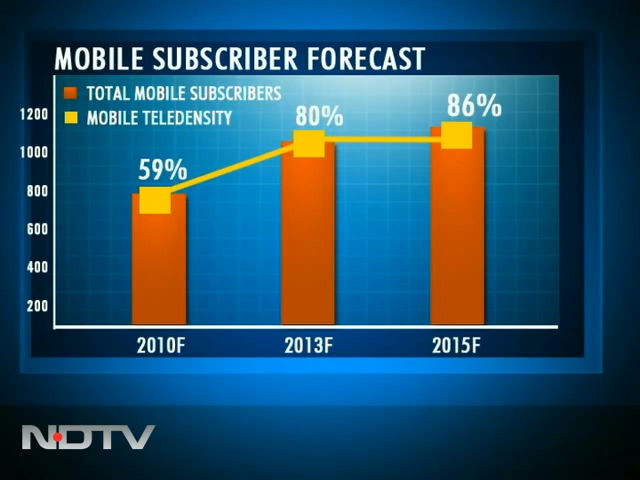 MOBILE SUBSCRIBER FORECAST
TOTAL MOBILE SUBSCRIBERS
MOBILE TELEDENSITY
1200
1000
800
600
400
200
59%
80%
86%
2010F
2013F
2015F
NDTV